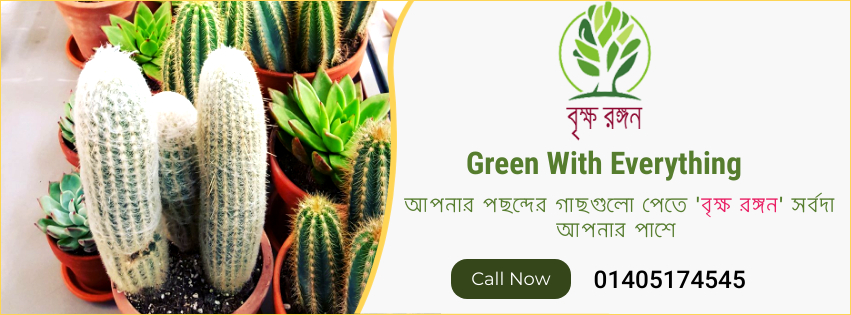 বৃক্ষ রঙ্গন
Green With Everything
আপনার পছন্দের গাছগুলো পেতে 'বৃক্ষ রঙ্গন' সর্বদা
আপনার পাশে
Call Now
01405174545